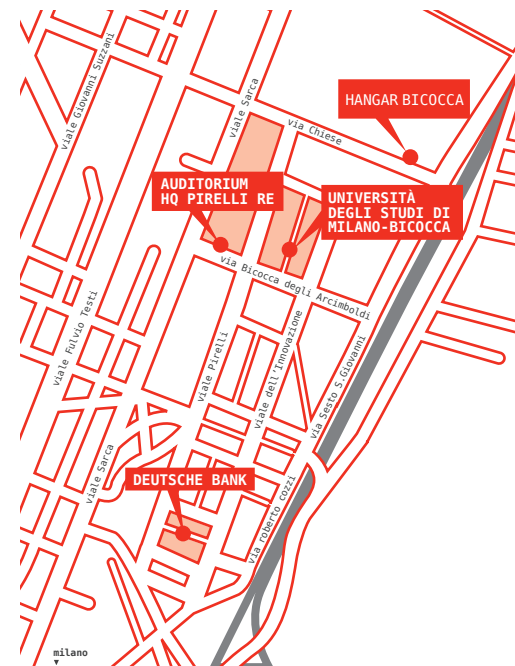 viale Giovanni Suzzani
viale Sarca
via Chiese
HANGAR BICOCCA
AUDITORIUM
HQ PIRELLI RE
UNIVERSITÀ
DEGLI STUDI DI
MILANO-BICOCCA
via Bicocca degli Arcimboldi
viale Fulvio Testi
viale Pirelli
viale dell'Innovazione
via Sesto S.Giovanni
viale Sarca
DEUTSCHE BANK
via roberto cozzi
milano